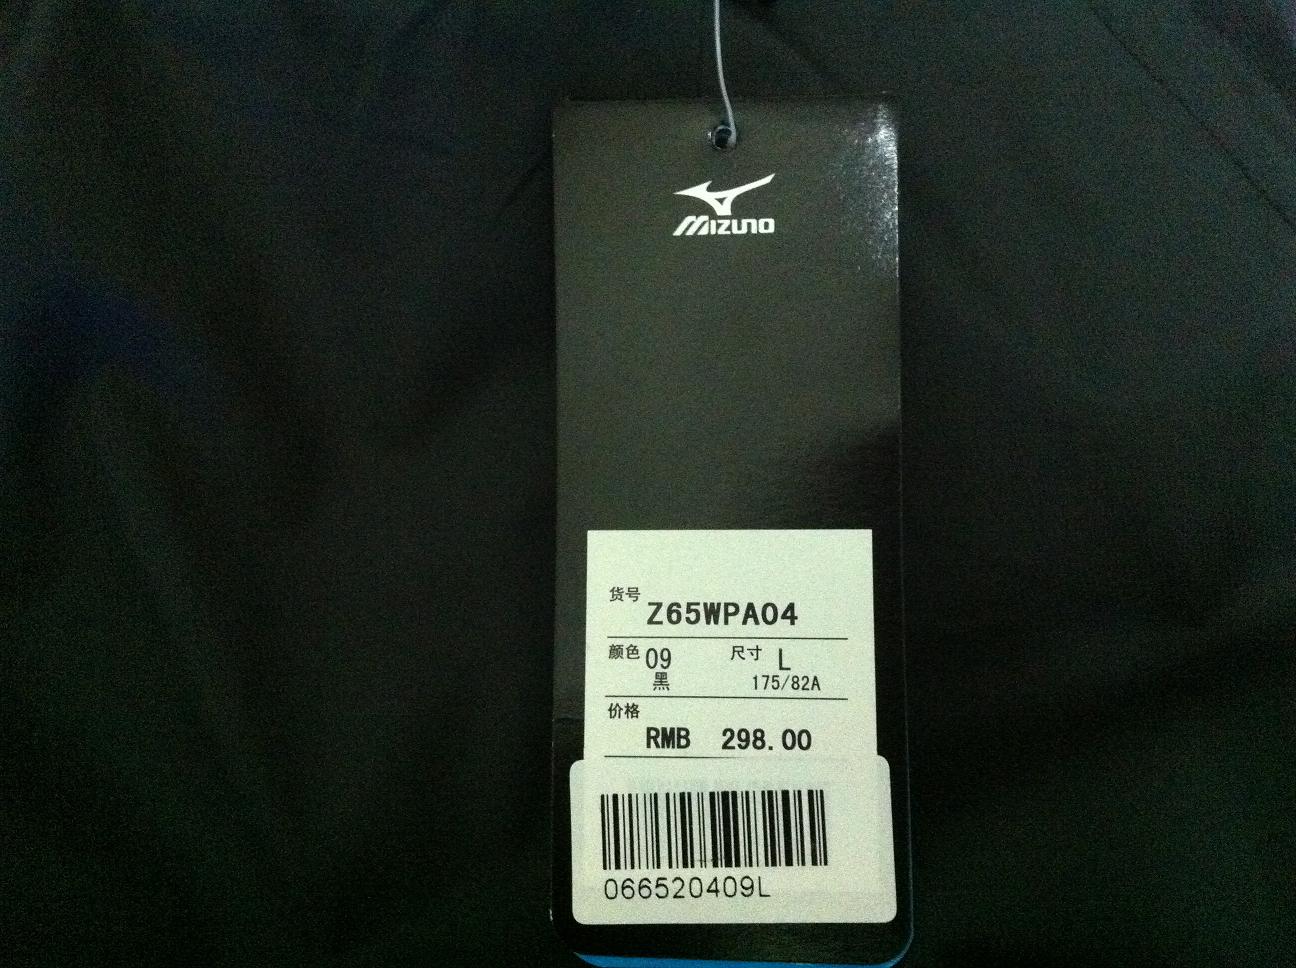 MIZUNO
货号 Z65WPA04
颜色 09 尺寸 L
黑 175/82A
价格
RMB 298.00
066520409L